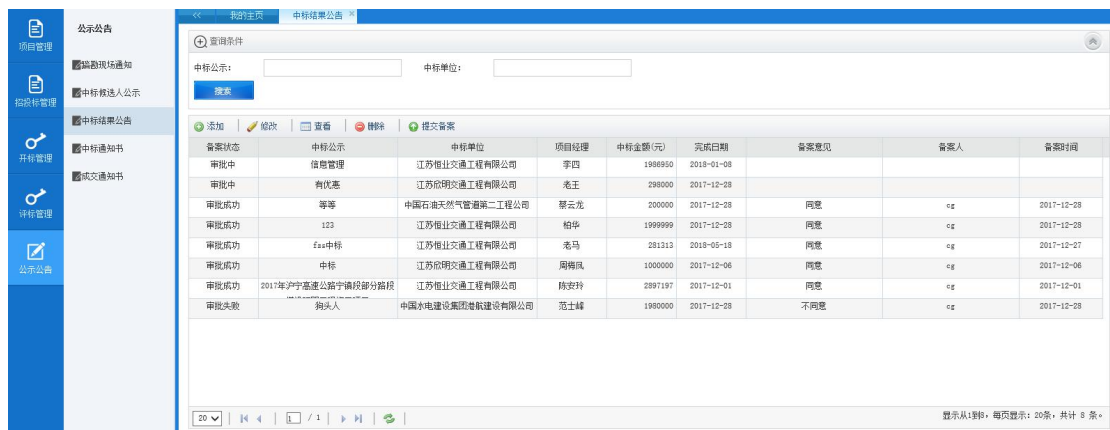 项目管理
招投标管理
开标管理
评标管理
公示公告
公示公告
踏勘现场通知
中标候选人公示
中标结果公告
中标通知书
成交通知书
<< 我的主页 中标结果公告 ×
查询条件
中标公示: 中标单位:
搜索
添加 修改 查看 删除 提交备案
备案状态 中标公示 中标单位 项目经理 中标金额(元) 完成日期 备案意见 备案人 备案时间
审批中 信息管理 江苏恒业交通工程有限公司 李四 1986950 2018-01-08
审批中 有优惠 江苏欣明交通工程有限公司 老王 298000 2017-12-28
审批成功 等等 中国石油天然气管道第二工程公司 蔡云龙 200000 2017-12-28 同意 cg 2017-12-28
审批成功 123 江苏恒业交通工程有限公司 柏华 1999999 2017-12-28 同意 cg 2017-12-28
审批成功 fas中标 江苏恒业交通工程有限公司 老马 281313 2018-05-18 同意 cg 2017-12-27
审批成功 中标 江苏欣明交通工程有限公司 周梅凤 1000000 2017-12-06 同意 cg 2017-12-06
审批成功 2017年沪宁高速公路宁镇段部分路段 江苏恒业交通工程有限公司 陈安玲 2897197 2017-12-01 同意 cg 2017-12-01
审批失败 狗头人 中国水电建设集团港航建设有限公司 范士峰 1980000 2017-12-28 不同意 cg 2017-12-28
20 1 / 1 显示从1到8，每页显示: 20条，共计 8 条。